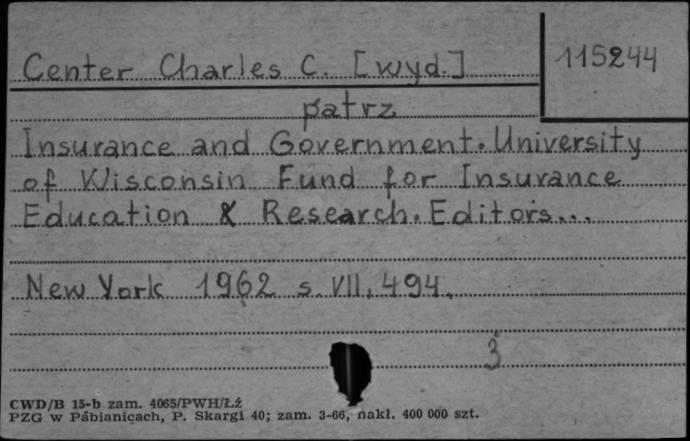 Center Charles C. [wyd.]
115244
patrz
Insurance and Government. University
of Wisconsin Fund for Insurance
Education & Research. Editors...
New York 1962 s. VII, 494.
3
CWD/B 15-b zam. 4065/PWH/Łź
PZG w Pabianicach, P. Skargi 40; zam. 3-66, nakł. 400 000 szt.